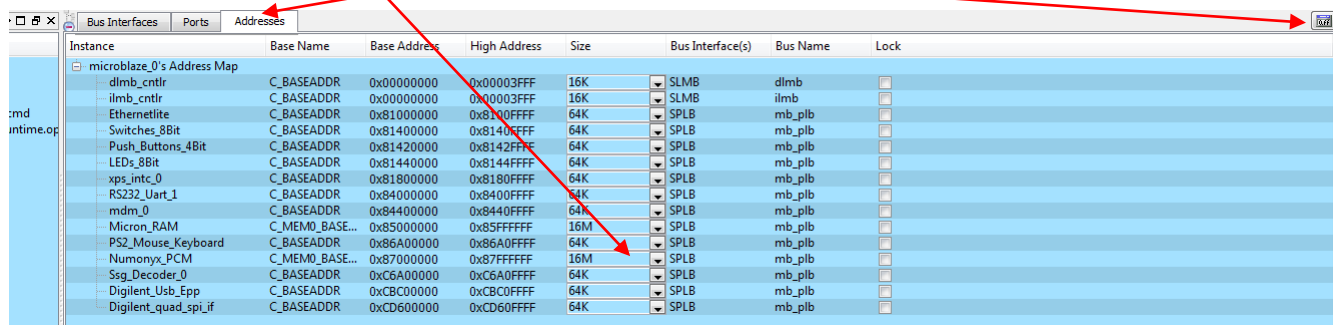 Bus Interfaces Ports Addresses
Instance Base Name Base Address High Address Size Bus Interface(s) Bus Name Lock
microblaze_0's Address Map
dlmb_cntlr C_BASEADDR 0x00000000 0x00003FFF 16K SLMB dlmb
ilmb_cntlr C_BASEADDR 0x00000000 0x00003FFF 16K SLMB ilmb
cmd Ethernetlite C_BASEADDR 0x81000000 0x8100FFFF 64K SPLB mb_plb
untime.op Switches_8Bit C_BASEADDR 0x81400000 0x8140FFFF 64K SPLB mb_plb
Push_Buttons_4Bit C_BASEADDR 0x81420000 0x8142FFFF 64K SPLB mb_plb
LEDs_8Bit C_BASEADDR 0x81440000 0x8144FFFF 64K SPLB mb_plb
xps_intc_0 C_BASEADDR 0x81800000 0x8180FFFF 64K SPLB mb_plb
RS232_Uart_1 C_BASEADDR 0x84000000 0x8400FFFF 64K SPLB mb_plb
mdm_0 C_BASEADDR 0x84400000 0x8440FFFF 64K SPLB mb_plb
Micron_RAM C_MEM0_BASE... 0x85000000 0x85FFFFFF 16M SPLB mb_plb
PS2_Mouse_Keyboard C_BASEADDR 0x86A00000 0x86A0FFFF 64K SPLB mb_plb
Numonyx_PCM C_MEM0_BASE... 0x87000000 0x87FFFFFF 16M SPLB mb_plb
Ssg_Decoder_0 C_BASEADDR 0xC6A00000 0xC6A0FFFF 64K SPLB mb_plb
Digilent_Usb_Epp C_BASEADDR 0xCBC00000 0xCBC0FFFF 64K SPLB mb_plb
Digilent_quad_spi_if C_BASEADDR 0xCD600000 0xCD60FFFF 64K SPLB mb_plb